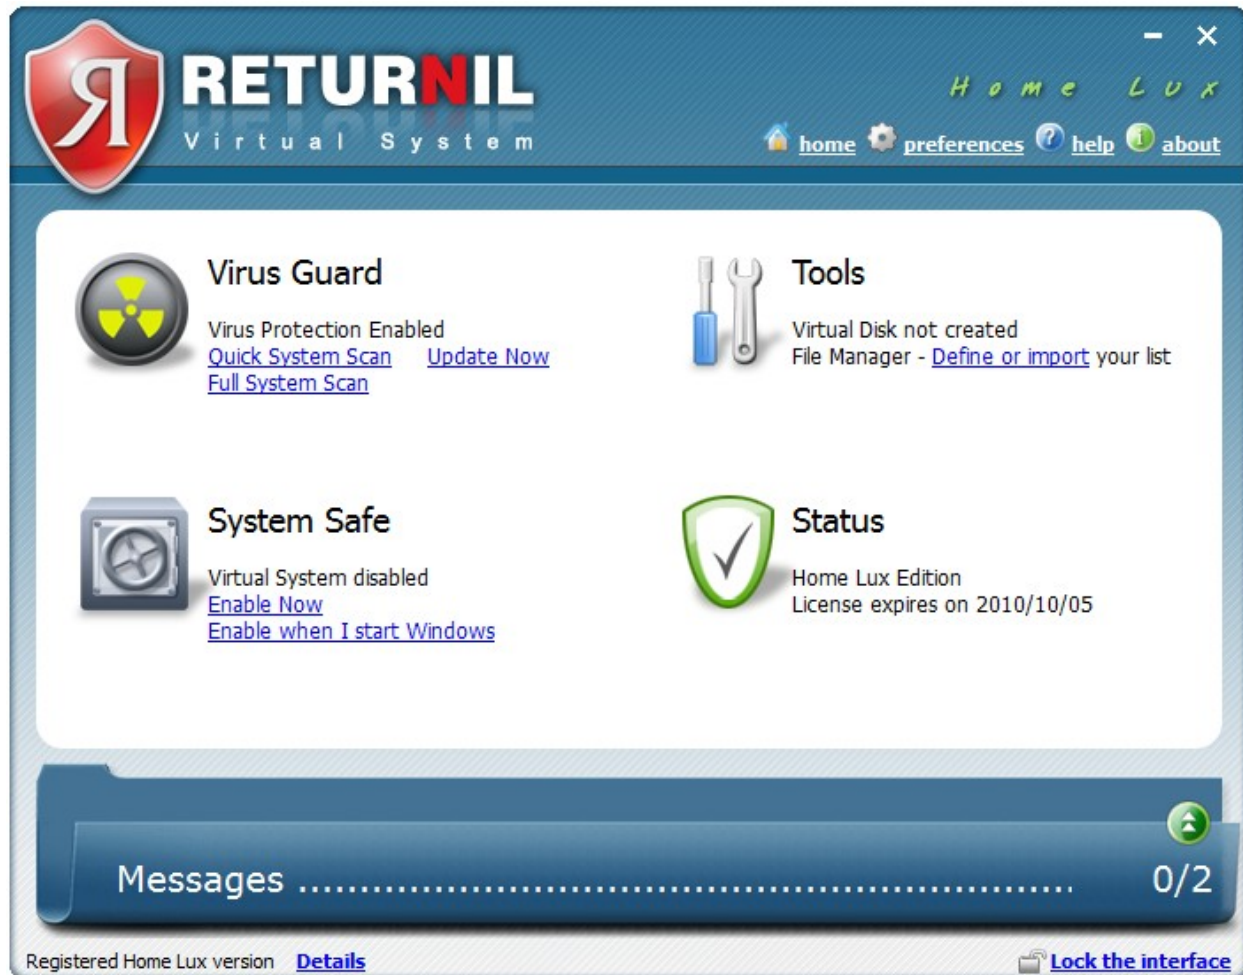 Я RETURNIL
Virtual System
Home Lux
home preferences help about
Virus Guard
Virus Protection Enabled
Quick System Scan Update Now
Full System Scan
Tools
Virtual Disk not created
File Manager - Define or import your list
System Safe
Virtual System disabled
Enable Now
Enable when I start Windows
Status
Home Lux Edition
License expires on 2010/10/05
Messages ........................................................ 0/2
Registered Home Lux version Details
Lock the interface